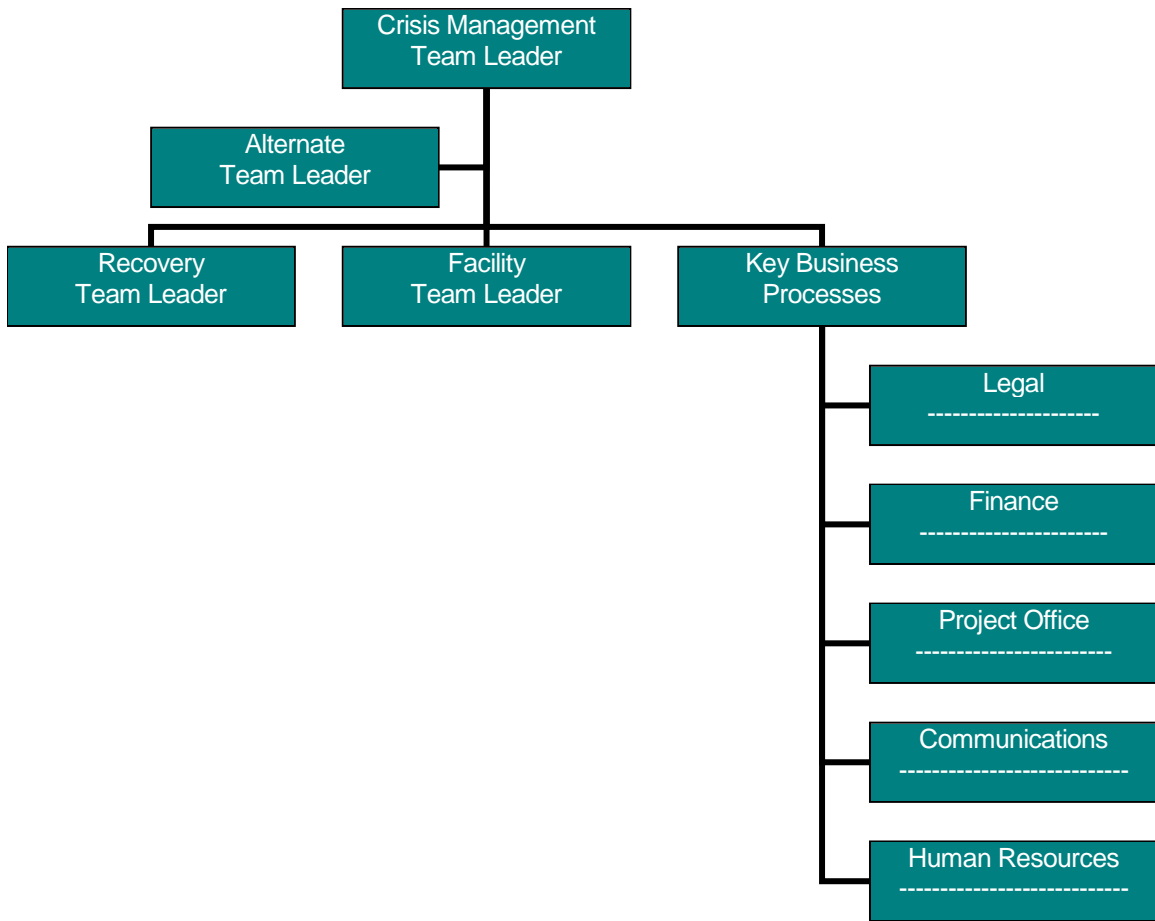 Crisis Management
Team Leader
Alternate
Team Leader
Recovery
Team Leader
Facility
Team Leader
Key Business
Processes
Legal
---------------------
Finance
-----------------------
Project Office
------------------------
Communications
----------------------------
Human Resources
----------------------------